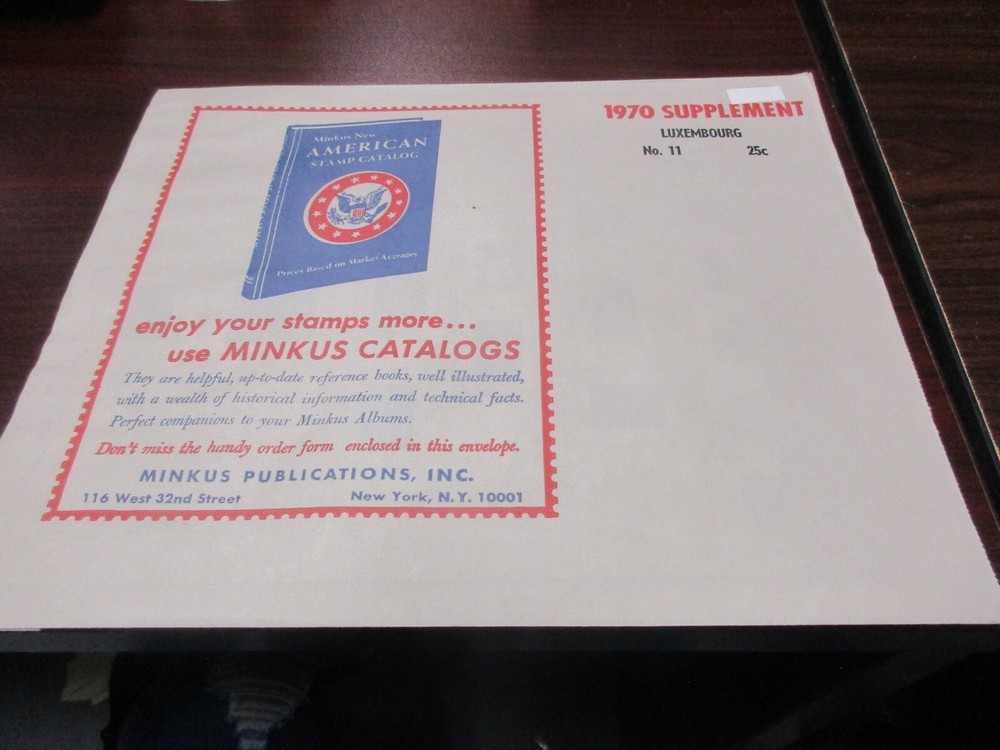 1970 SUPPLEMENT
LUXEMBOURG
No. 11 25c
Minkus New
AMERICAN
STAMP CATALOG
Prices Based on Market Averages
enjoy your stamps more...
use MINKUS CATALOGS
They are helpful, up-to-date reference books, well illustrated,
with a wealth of historical information and technical facts.
Perfect companions to your Minkus Albums.
Don't miss the handy order form enclosed in this envelope.
MINKUS PUBLICATIONS, INC.
116 West 32nd Street New York, N.Y. 10001